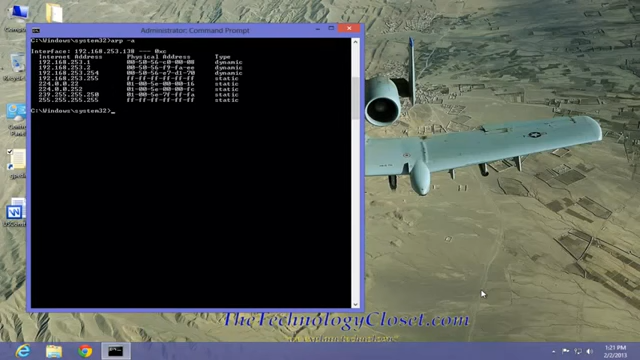 Administrator: Command Prompt
C:\Windows\system32>arp -a
Interface: 192.168.253.138 --- 0xc
Internet Address Physical Address Type
192.168.253.1 00-50-56-c0-00-08 dynamic
192.168.253.2 00-50-56-f9-fa-ee dynamic
192.168.253.254 00-50-56-e7-d1-70 dynamic
192.168.253.255 ff-ff-ff-ff-ff-ff static
224.0.0.22 01-00-5e-00-00-16 static
224.0.0.252 01-00-5e-00-00-fc static
239.255.255.250 01-00-5e-7f-ff-fa static
255.255.255.255 ff-ff-ff-ff-ff-ff static
C:\Windows\system32>
TheTechnologyCloset.com
1:21 PM
2/2/2013